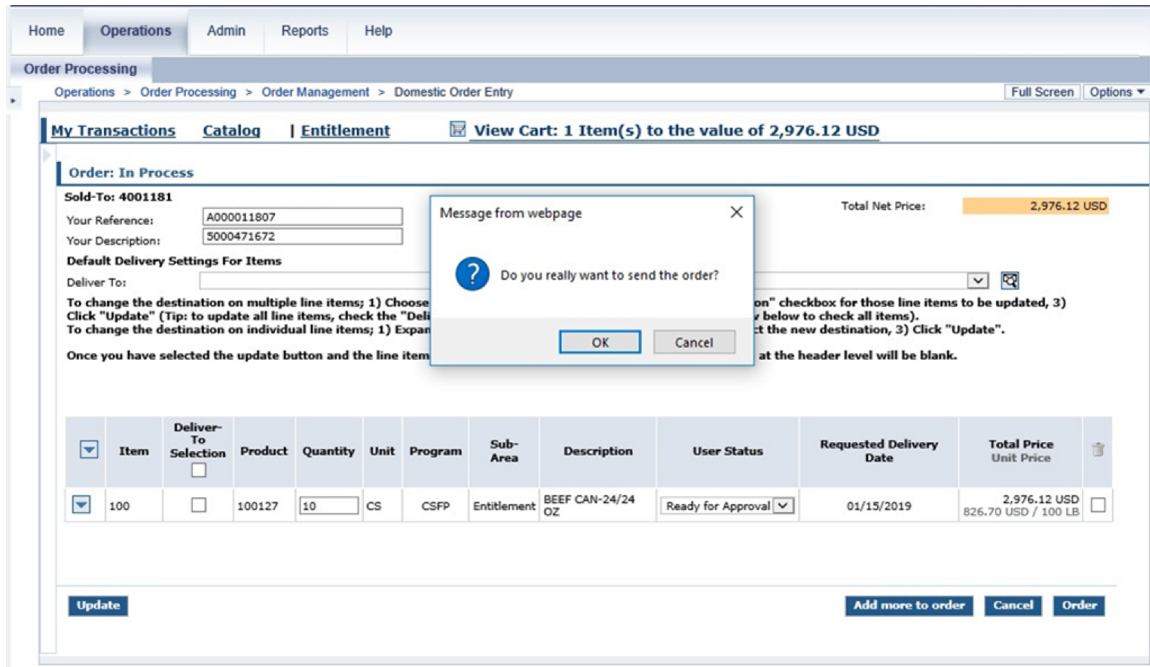 Home Operations Admin Reports Help
Order Processing
Operations > Order Processing > Order Management > Domestic Order Entry Full Screen Options
My Transactions Catalog | Entitlement View Cart: 1 Item(s) to the value of 2,976.12 USD
Order: In Process
Sold-To: 4001181
Your Reference: A000011807
Total Net Price: 2,976.12 USD
Your Description: 5000471672
Default Delivery Settings For Items
Deliver To:
To change the destination on multiple line items; 1) Choose on" checkbox for those line items to be updated, 3)
Click "Update" (Tip: to update all line items, check the "Deli below to check all items).
To change the destination on individual line items; 1) Expan the new destination, 3) Click "Update".
Once you have selected the update button and the line item at the header level will be blank.
Message from webpage
Do you really want to send the order?
OK Cancel
Item Deliver-To Selection Product Quantity Unit Program Sub-Area Description User Status Requested Delivery Date Total Price Unit Price
100 100127 10 CS CSFP Entitlement BEEF CAN-24/24 OZ Ready for Approval 01/15/2019 2,976.12 USD
826.70 USD / 100 LB
Update Add more to order Cancel Order